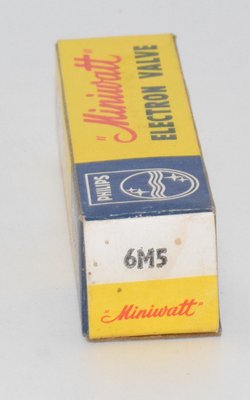 "Miniwatt"
ELECTRON VALVE
PHILIPS
6M5
"Miniwatt"